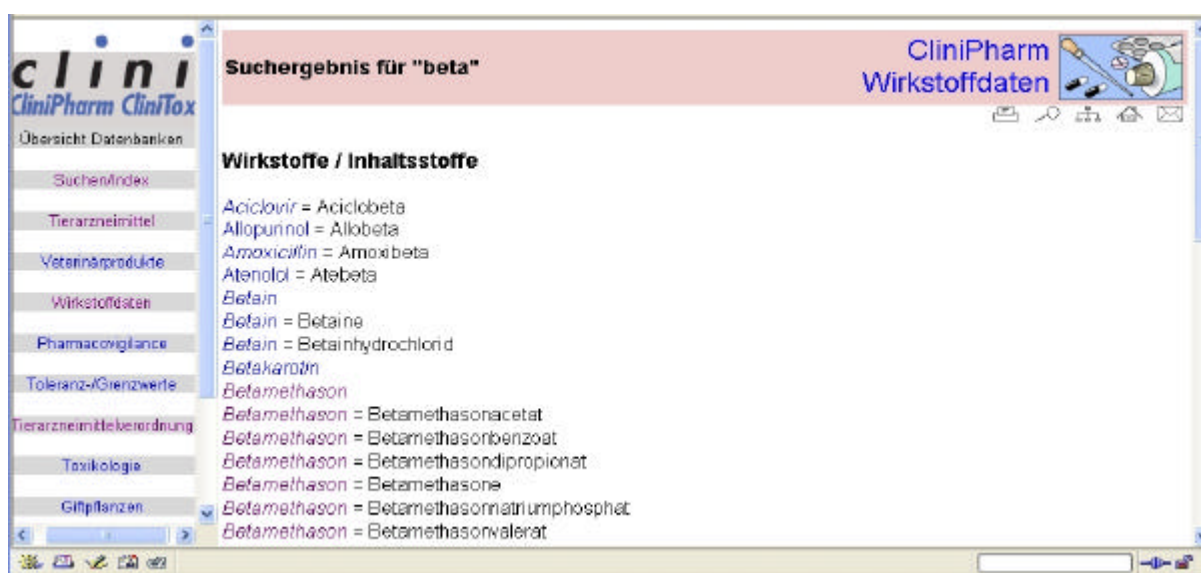 clini
CliniPharm CliniTox
Übersicht Datenbanken
Suchen/Index
Tierarzneimittel
Veterinärprodukte
Wirkstoffdaten
Pharmacovigilance
Toleranz-/Grenzwerte
Tierarzneimittelverordnung
Toxikologie
Giftpflanzen
Suchergebnis für "beta"
CliniPharm
Wirkstoffdaten
Wirkstoffe / Inhaltsstoffe
Aciclovir = Aciclobeta
Allopurinol = Allobeta
Amoxicillin = Amoxibeta
Atenolol = Atebeta
Betain
Betain = Betaine
Betain = Betainhydrochlorid
Betakarotin
Betamethason
Betamethason = Betamethasonacetat
Betamethason = Betamethasonbenzoat
Betamethason = Betamethasondipropionat
Betamethason = Betamethasone
Betamethason = Betamethasonnatriumphosphat
Betamethason = Betamethasonvalerat